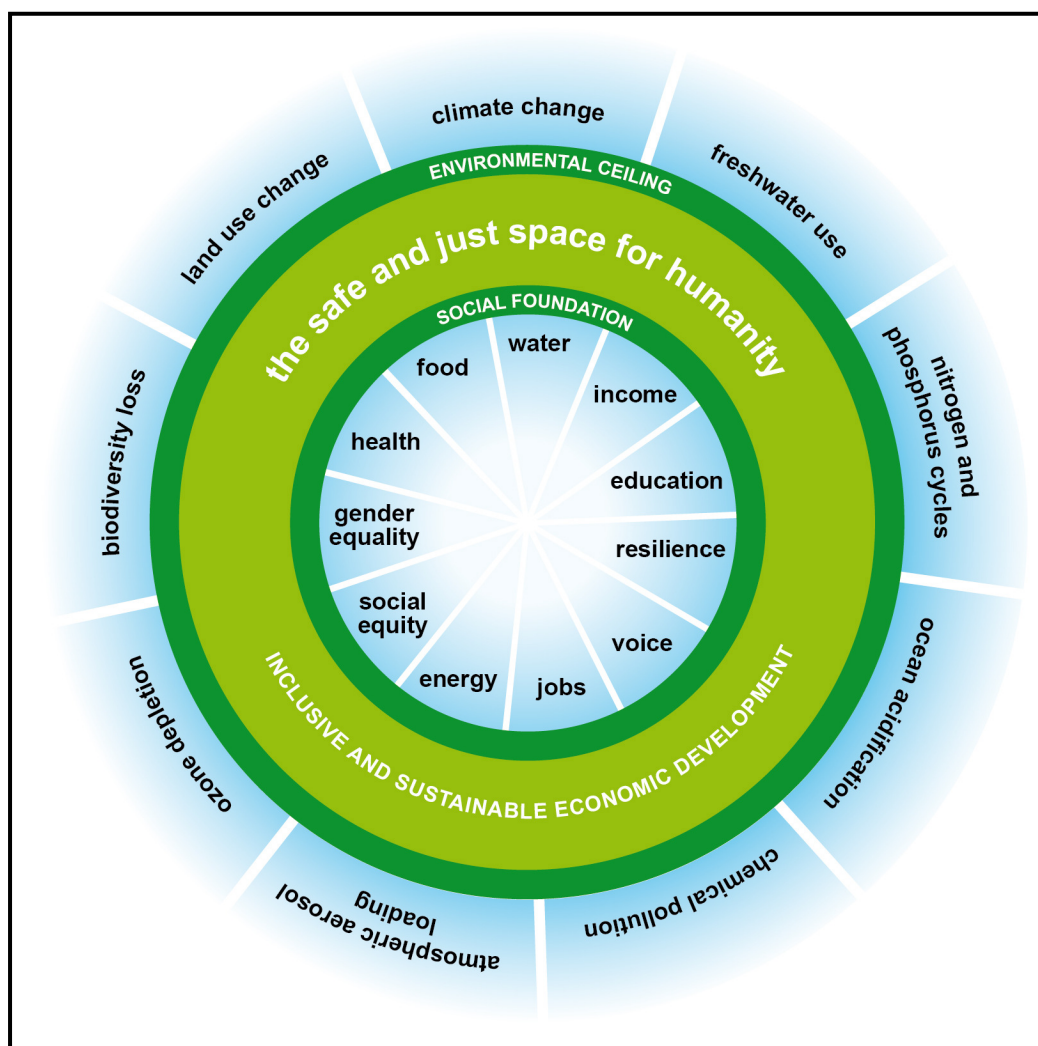 climate change
freshwater use
nitrogen and
phosphorus cycles
ocean acidification
chemical pollution
atmospheric aerosol
loading
ozone depletion
biodiversity loss
land use change
ENVIRONMENTAL CEILING
the safe and just space for humanity
SOCIAL FOUNDATION
water
income
education
resilience
voice
jobs
energy
social
equity
gender
equality
health
food
INCLUSIVE AND SUSTAINABLE ECONOMIC DEVELOPMENT